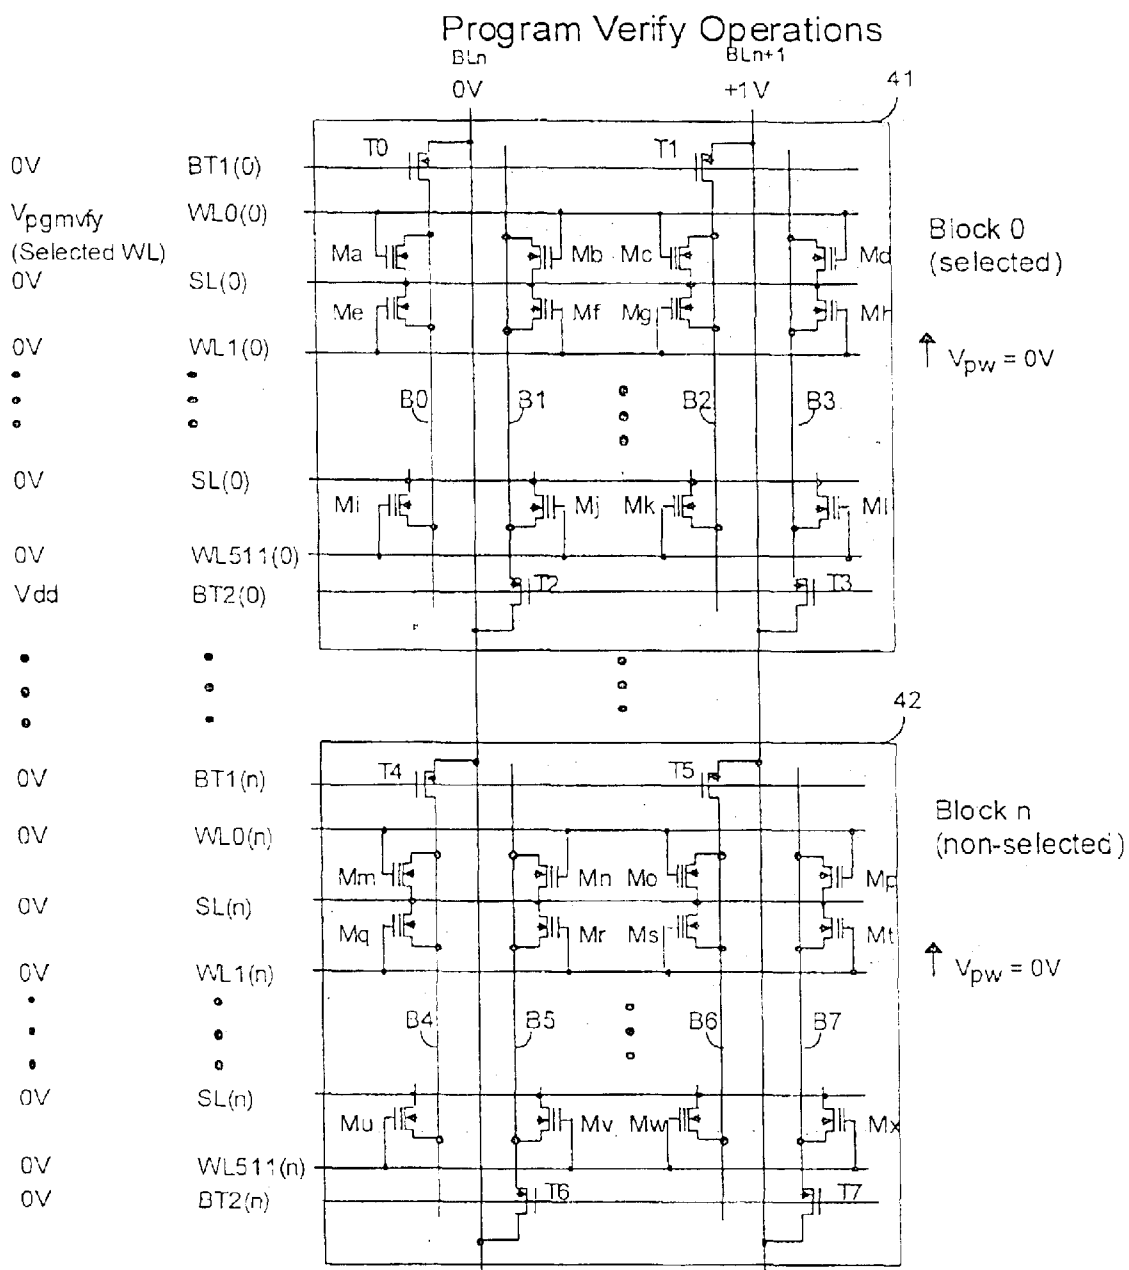 Program Verify Operations
BLn
BLn+1
0V
+1V
41
T0
T1
0V BT1(0)
Vpgmvfy WL0(0)
(Selected WL)
Block 0
(selected)
Ma
Mb
Mc
Md
0V SL(0)
Me
Mf
Mg
Mh
0V WL1(0)
Vpw = 0V
B0
B1
B2
B3
0V SL(0)
Mi
Mj
Mk
Ml
0V WL511(0)
Vdd BT2(0)
T2
T3
42
T4
T5
0V BT1(n)
0V WL0(n)
Block n
(non-selected)
Mm
Mn
Mo
Mp
0V SL(n)
Mq
Mr
Ms
Mt
0V WL1(n)
Vpw = 0V
B4
B5
B6
B7
0V SL(n)
Mu
Mv
Mw
Mx
0V WL511(n)
0V BT2(n)
T6
T7